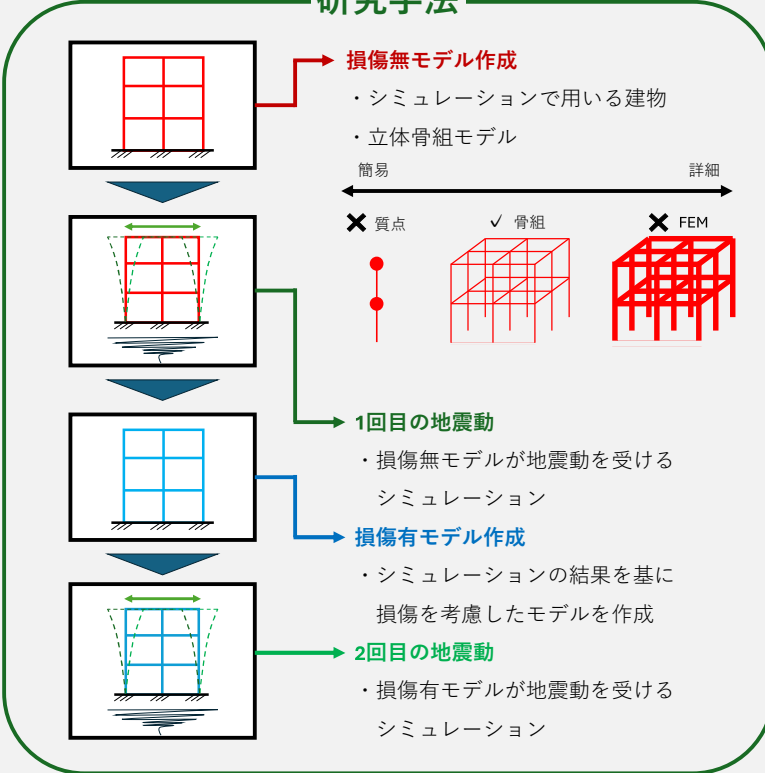 研究手法
損傷無モデル作成
・シミュレーションで用いる建物
・立体骨組モデル
簡易
詳細
質点
✓ 骨組
FEM
1回目の地震動
・損傷無モデルが地震動を受ける
シミュレーション
損傷有モデル作成
・シミュレーションの結果を基に
損傷を考慮したモデルを作成
2回目の地震動
・損傷有モデルが地震動を受ける
シミュレーション